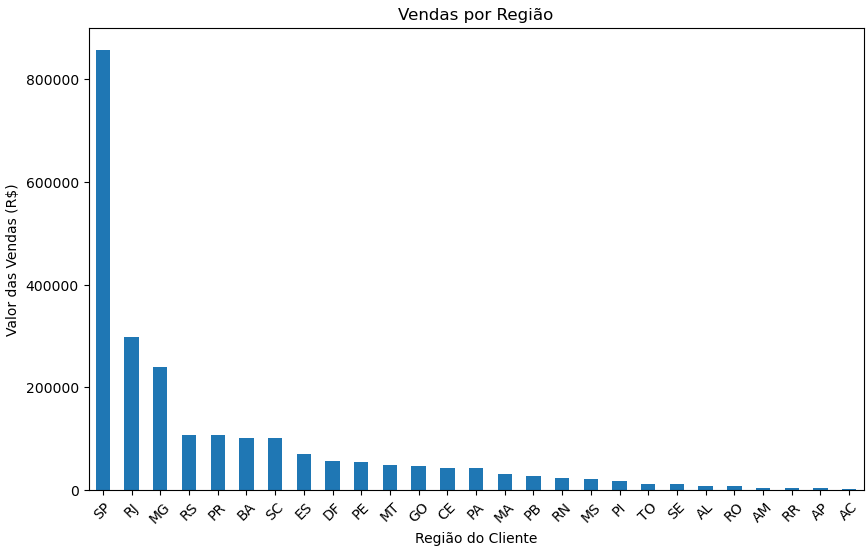 Vendas por Região
Valor das Vendas (R$)
800000
600000
400000
200000
0
SP RJ MG RS PR BA SC ES DF PE MT GO CE PA MA PB RN MS PI TO SE AL RO AM RR AP AC
Região do Cliente